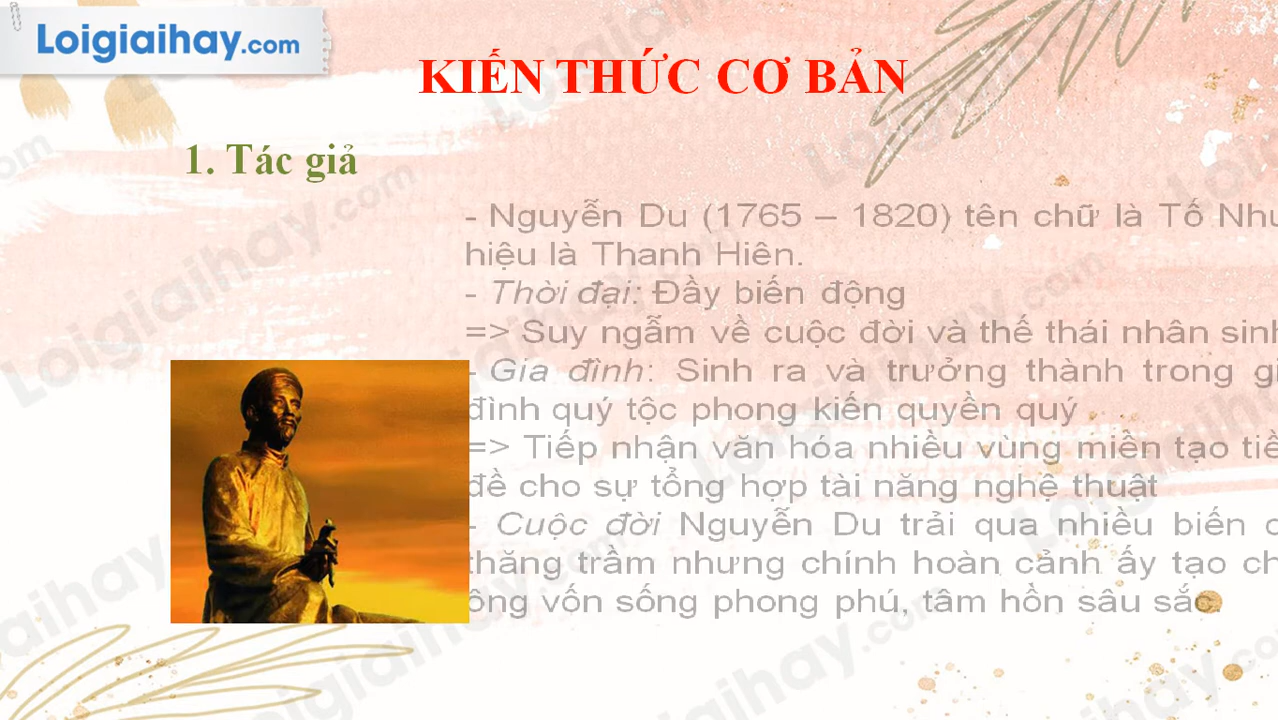 Loigiaihay.com
KIẾN THỨC CƠ BẢN
1. Tác giả
- Nguyễn Du (1765 – 1820) tên chữ là Tố Như
hiệu là Thanh Hiên.
- Thời đại: Đầy biến động
=> Suy ngẫm về cuộc đời và thế thái nhân sinh
- Gia đình: Sinh ra và trưởng thành trong gi
đình quý tộc phong kiến quyền quý .
=> Tiếp nhận văn hóa nhiều vùng miền tạo tiề
đề cho sự tổng hợp tài năng nghệ thuật
- Cuộc đời Nguyễn Du trải qua nhiều biến c
thăng trầm nhưng chính hoàn cảnh ấy tạo ch
ông vốn sống phong phú, tâm hồn sâu sắc.